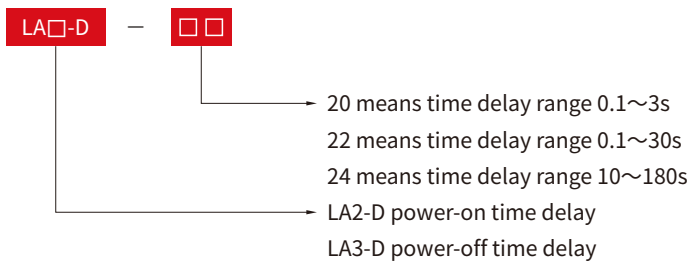 LA□-D — □□
20 means time delay range 0.1～3s
22 means time delay range 0.1～30s
24 means time delay range 10～180s
LA2-D power-on time delay
LA3-D power-off time delay